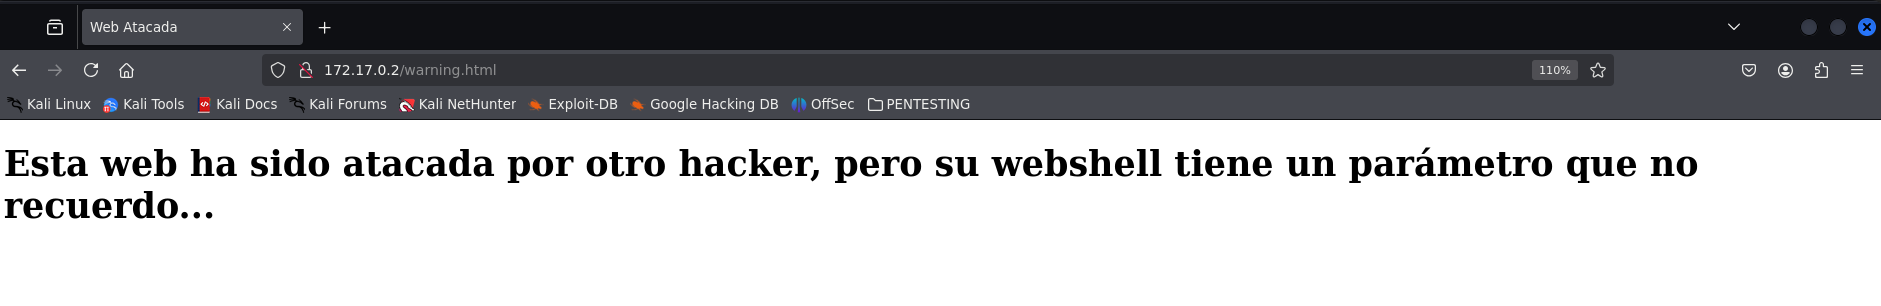 Web Atacada
172.17.0.2/warning.html
110%
Kali Linux Kali Tools Kali Docs Kali Forums Kali NetHunter Exploit-DB Google Hacking DB OffSec PENTESTING
Esta web ha sido atacada por otro hacker, pero su webshell tiene un parámetro que no
recuerdo...